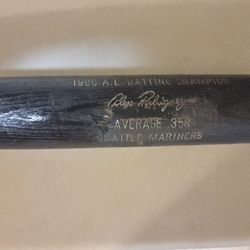 1996 A.L. BATTING CHAMPION
Alex Rodriguez
AVERAGE .358
SEATTLE MARINERS